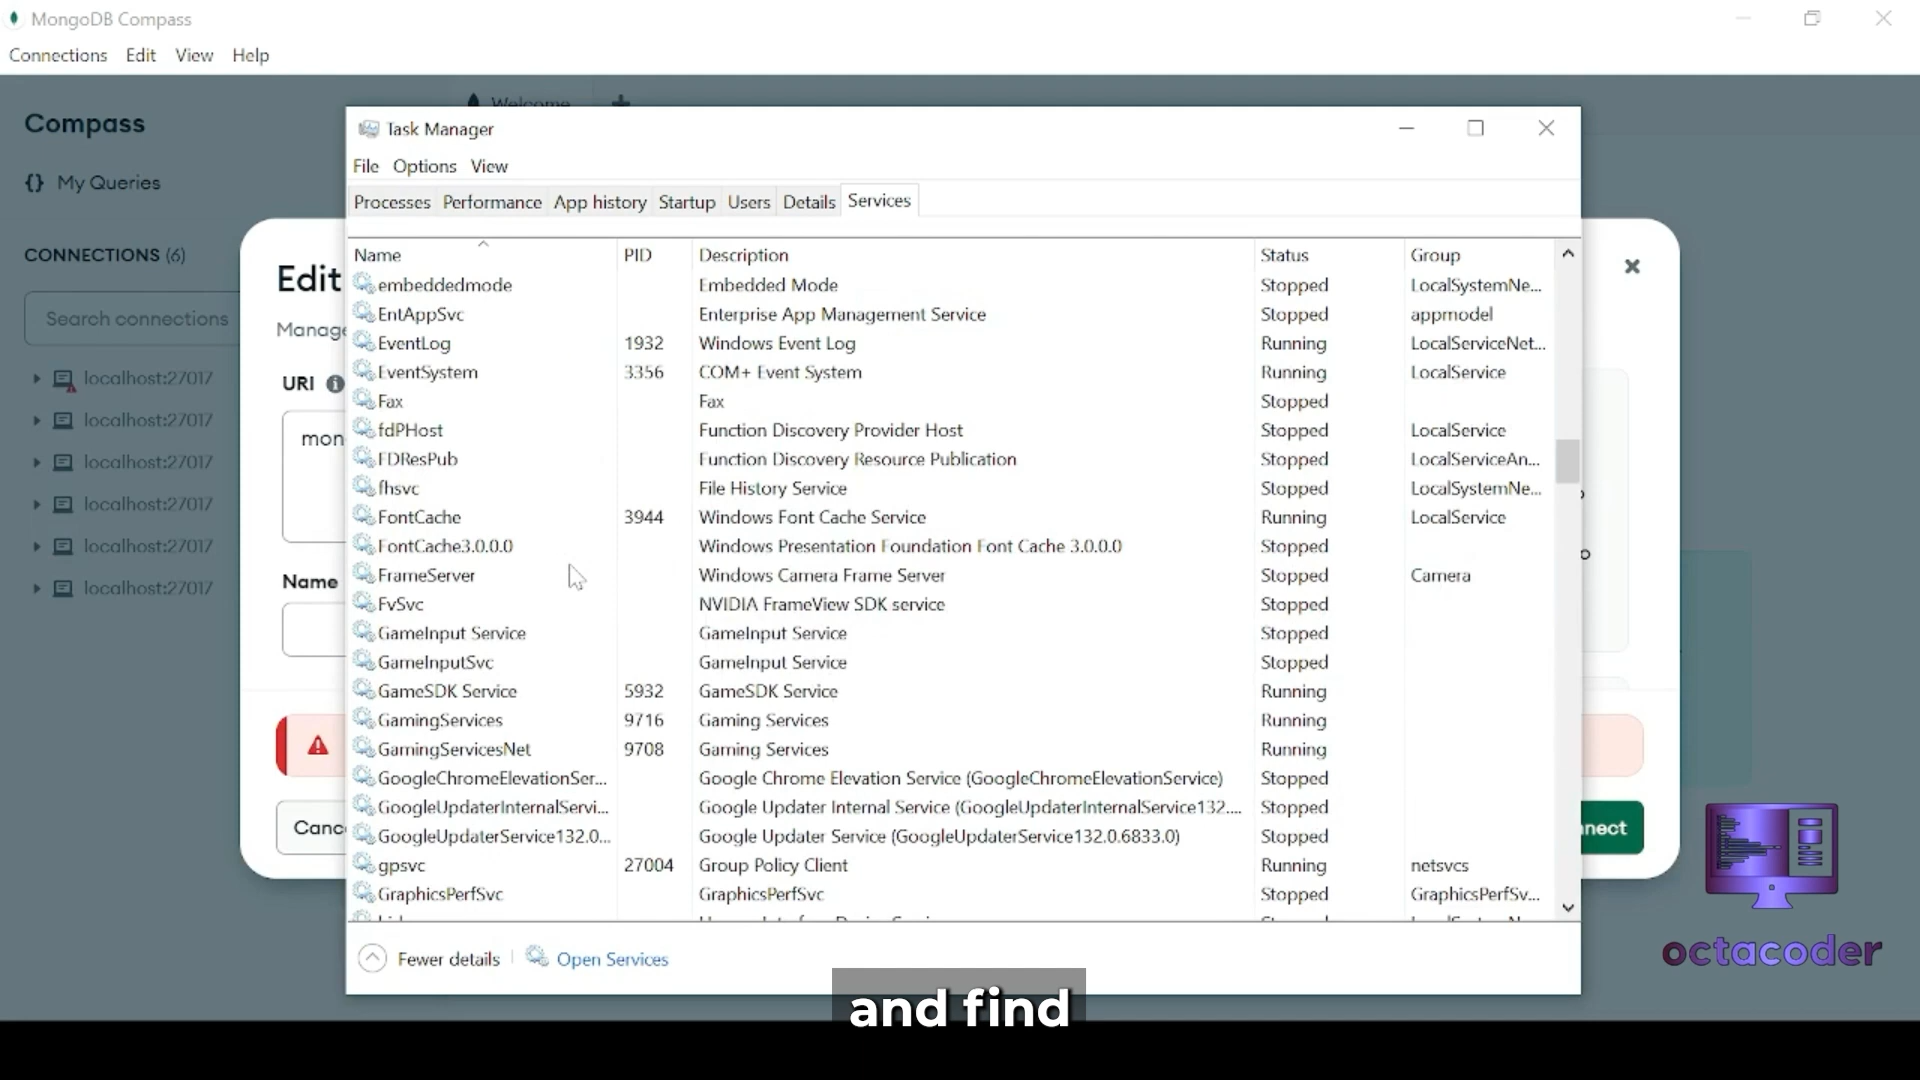 MongoDB Compass
Connections Edit View Help
Welcome
Compass
{} My Queries
CONNECTIONS (6)
Search connections
localhost:27017
localhost:27017
localhost:27017
localhost:27017
localhost:27017
localhost:27017
Edit
Manage
URI
mon
Name
Canc
nnect
Task Manager
File Options View
Processes Performance App history Startup Users Details Services
Name PID Description Status Group
embeddedmode Embedded Mode Stopped LocalSystemNe...
EntAppSvc Enterprise App Management Service Stopped appmodel
EventLog 1932 Windows Event Log Running LocalServiceNet...
EventSystem 3356 COM+ Event System Running LocalService
Fax Fax Stopped
fdPHost Function Discovery Provider Host Stopped LocalService
FDResPub Function Discovery Resource Publication Stopped LocalServiceAn...
fhsvc File History Service Stopped LocalSystemNe...
FontCache 3944 Windows Font Cache Service Running LocalService
FontCache3.0.0.0 Windows Presentation Foundation Font Cache 3.0.0.0 Stopped
FrameServer Windows Camera Frame Server Stopped Camera
FvSvc NVIDIA FrameView SDK service Stopped
GameInput Service GameInput Service Stopped
GameInputSvc GameInput Service Stopped
GameSDK Service 5932 GameSDK Service Running
GamingServices 9716 Gaming Services Running
GamingServicesNet 9708 Gaming Services Running
GoogleChromeElevationSer... Google Chrome Elevation Service (GoogleChromeElevationService) Stopped
GoogleUpdaterInternalServi... Google Updater Internal Service (GoogleUpdaterInternalService132.... Stopped
GoogleUpdaterService132.0... Google Updater Service (GoogleUpdaterService132.0.6833.0) Stopped
gpsvc 27004 Group Policy Client Running netsvcs
GraphicsPerfSvc GraphicsPerfSvc Stopped GraphicsPerfSv...
Fewer details Open Services
octacoder
and find